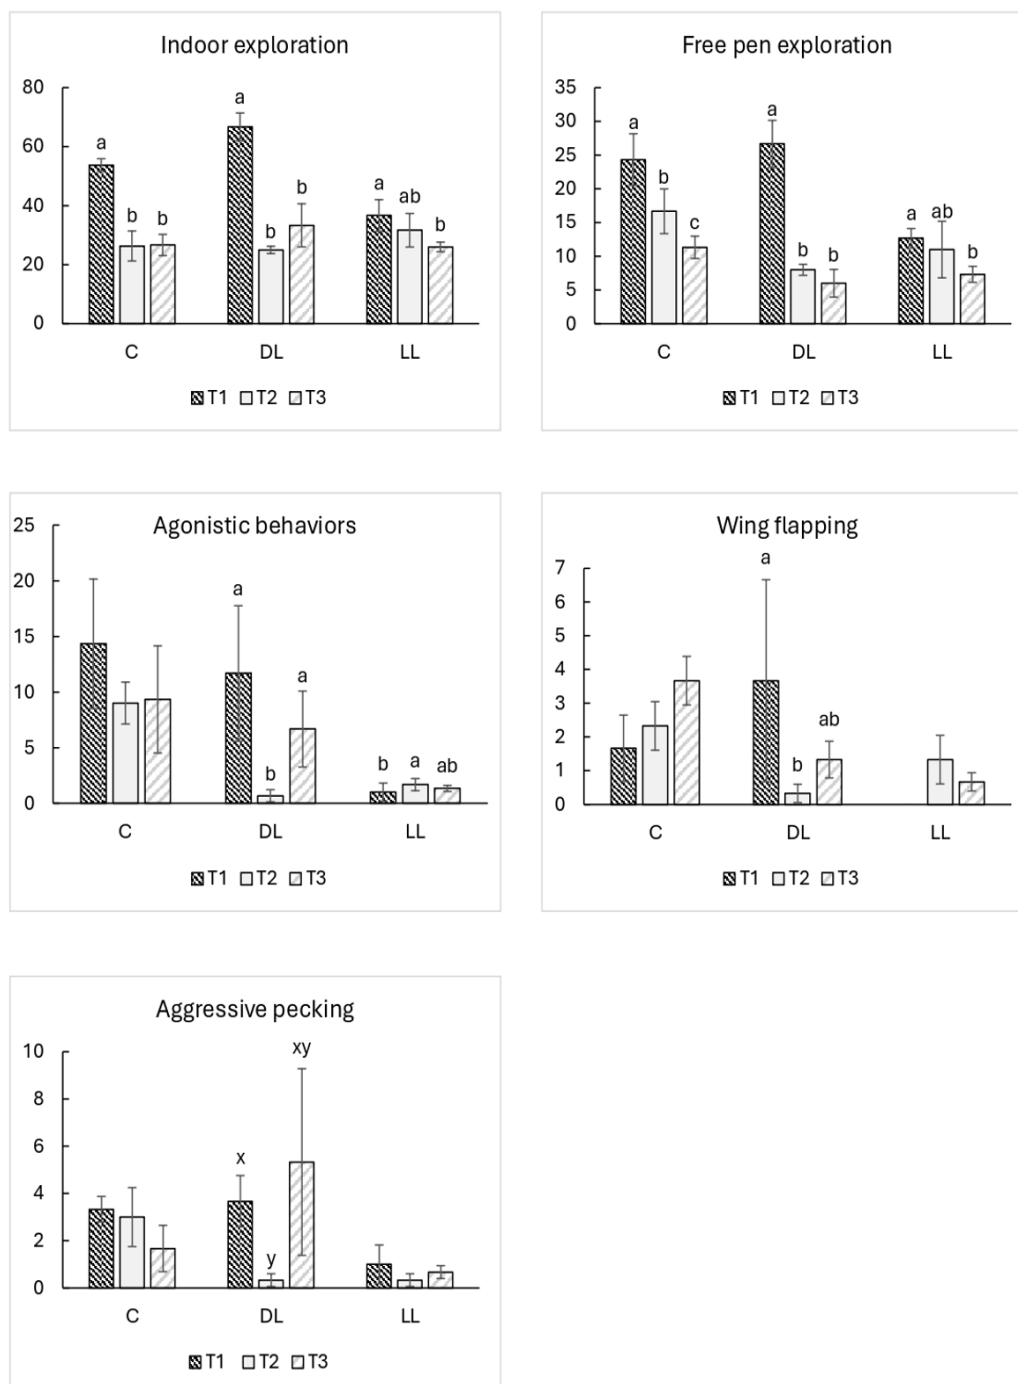 Indoor exploration
80
60
40
20
0
a
b
b
a
b
b
a
ab
b
C DL LL
T1 T2 T3
Free pen exploration
35
30
25
20
15
10
5
0
a
b
c
a
b
b
a
ab
b
C DL LL
T1 T2 T3
Agonistic behaviors
25
20
15
10
5
0
a
b
a
b
a
ab
C DL LL
T1 T2 T3
Wing flapping
7
6
5
4
3
2
1
0
a
b
ab
C DL LL
T1 T2 T3
Aggressive pecking
10
8
6
4
2
0
x
y
xy
C DL LL
T1 T2 T3